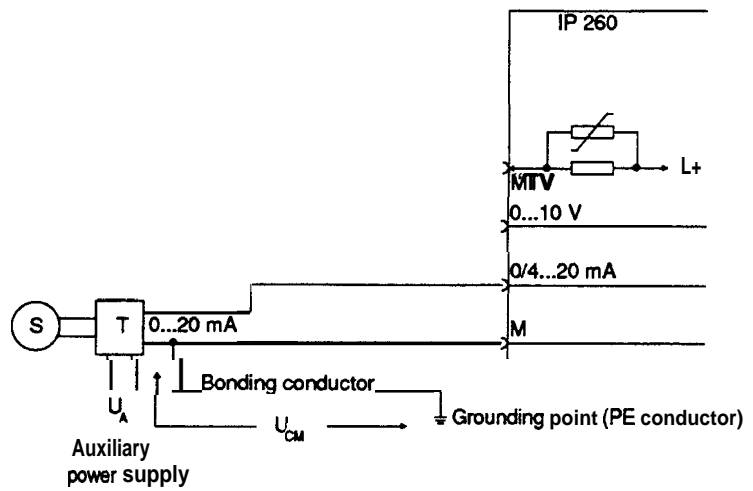 IP 260
L+
MTV
0...10 V
0/4...20 mA
S
T
0...20 mA
M
Bonding conductor
U_A
U_CM
Grounding point (PE conductor)
Auxiliary
power supply